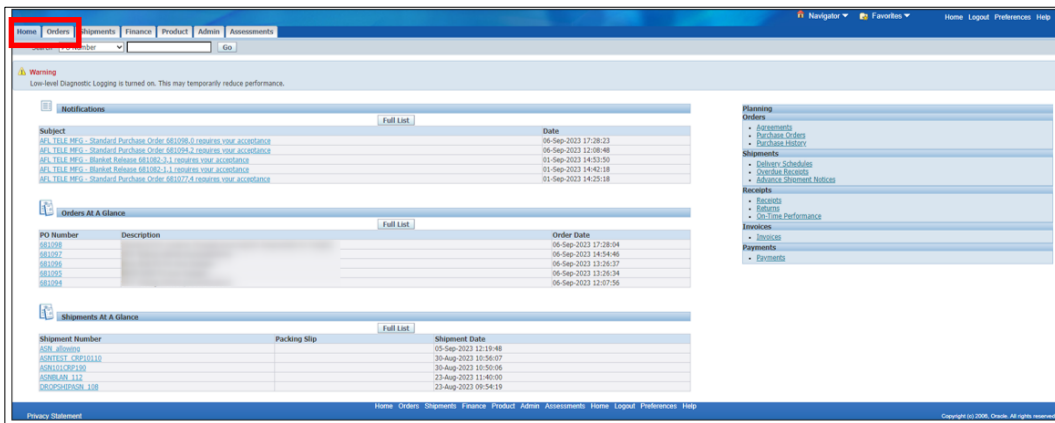 Navigator Favorites Home Logout Preferences Help
Home Orders Shipments Finance Product Admin Assessments
Search PO Number Go
Warning
Low-level Diagnostic Logging is turned on. This may temporarily reduce performance.
Notifications
Full List
Subject Date
AFL TELE MFG - Standard Purchase Order 681098,0 requires your acceptance 06-Sep-2023 17:28:23
AFL TELE MFG - Standard Purchase Order 681094,2 requires your acceptance 06-Sep-2023 12:08:48
AFL TELE MFG - Blanket Release 681082-3,1 requires your acceptance 01-Sep-2023 14:53:50
AFL TELE MFG - Blanket Release 681082-1,1 requires your acceptance 01-Sep-2023 14:42:18
AFL TELE MFG - Standard Purchase Order 681077,4 requires your acceptance 01-Sep-2023 14:25:18
Orders At A Glance
Full List
PO Number Description Order Date
681098 06-Sep-2023 17:28:04
681097 06-Sep-2023 14:54:46
681096 06-Sep-2023 13:26:37
681095 06-Sep-2023 13:26:34
681094 06-Sep-2023 12:07:56
Shipments At A Glance
Full List
Shipment Number Packing Slip Shipment Date
ASN_allowing 05-Sep-2023 12:19:48
ASNTEST_CRP10110 30-Aug-2023 10:56:07
ASN101CRP190 30-Aug-2023 10:50:06
ASNBLAN_112 23-Aug-2023 11:40:00
DROPSHIPASN_108 23-Aug-2023 09:54:19
Planning
Orders
Agreements
Purchase Orders
Purchase History
Shipments
Delivery Schedules
Overdue Receipts
Advance Shipment Notices
Receipts
Receipts
Returns
On-Time Performance
Invoices
Invoices
Payments
Payments
Home Orders Shipments Finance Product Admin Assessments Home Logout Preferences Help
Privacy Statement Copyright (c) 2006, Oracle. All rights reserved.